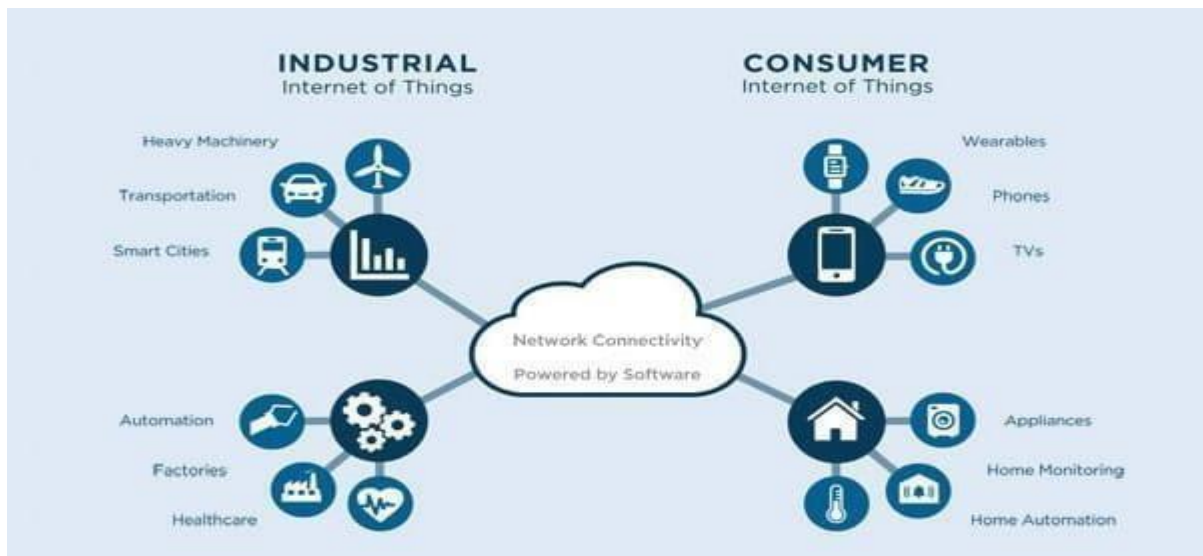 INDUSTRIAL
Internet of Things
Heavy Machinery
Transportation
Smart Cities
CONSUMER
Internet of Things
Wearables
Phones
TVs
Network Connectivity
Powered by Software
Automation
Factories
Healthcare
Appliances
Home Monitoring
Home Automation